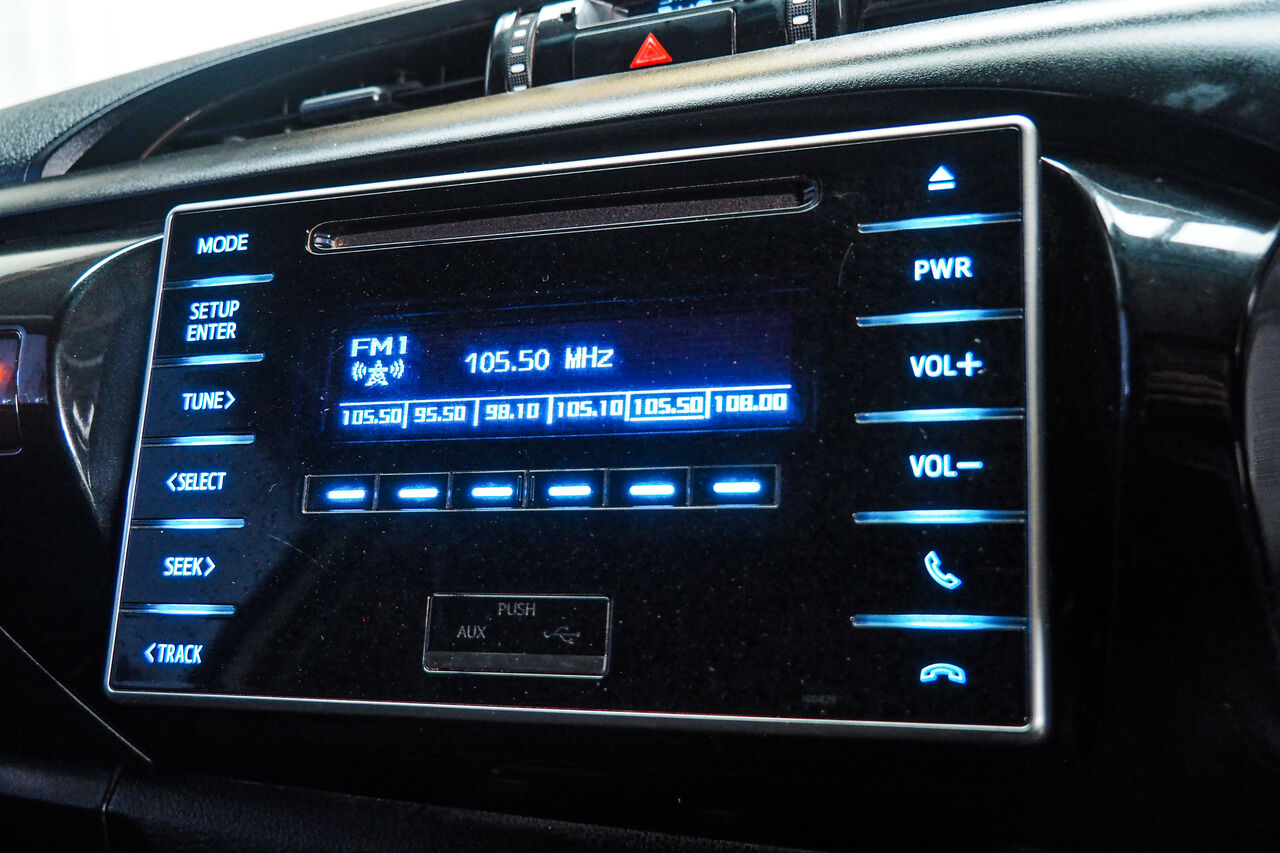 MODE
SETUP
ENTER
TUNE>
<SELECT
SEEK>
<TRACK
FM1
105.50 MHz
105.50 95.50 98.10 105.10 105.50 108.00
PUSH
AUX
PWR
VOL+
VOL−